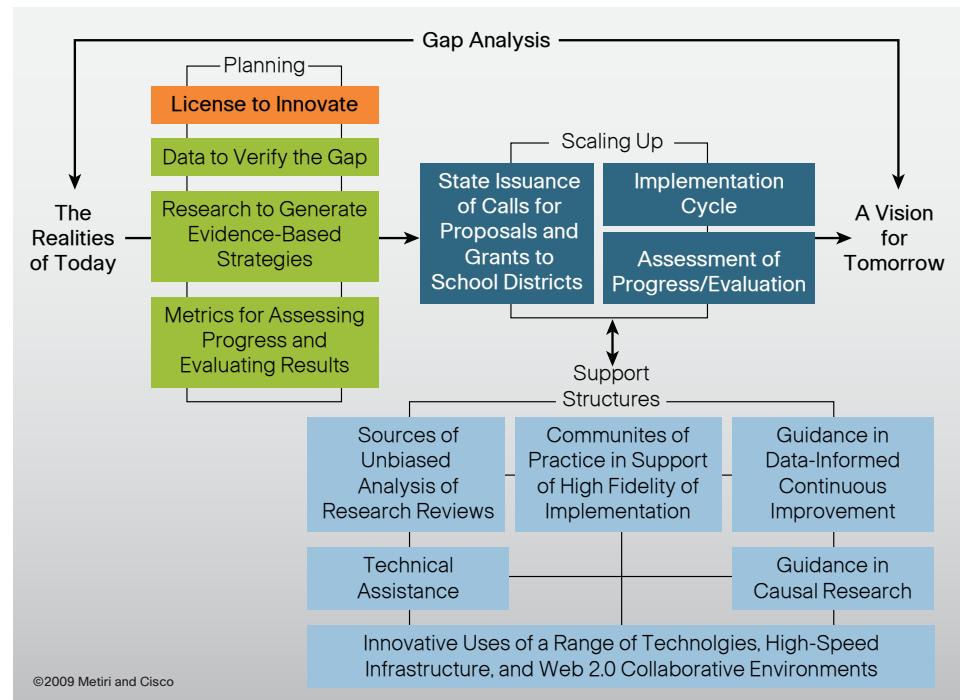 Gap Analysis
Planning
License to Innovate
Data to Verify the Gap
Research to Generate
Evidence-Based
Strategies
Metrics for Assessing
Progress and
Evaluating Results
The
Realities
of Today
Scaling Up
State Issuance
of Calls for
Proposals and
Grants to
School Districts
Implementation
Cycle
Assessment of
Progress/Evaluation
A Vision
for
Tomorrow
Support
Structures
Sources of
Unbiased
Analysis of
Research Reviews
Communites of
Practice in Support
of High Fidelity of
Implementation
Guidance in
Data-Informed
Continuous
Improvement
Technical
Assistance
Guidance in
Causal Research
Innovative Uses of a Range of Technolgies, High-Speed
Infrastructure, and Web 2.0 Collaborative Environments
©2009 Metiri and Cisco